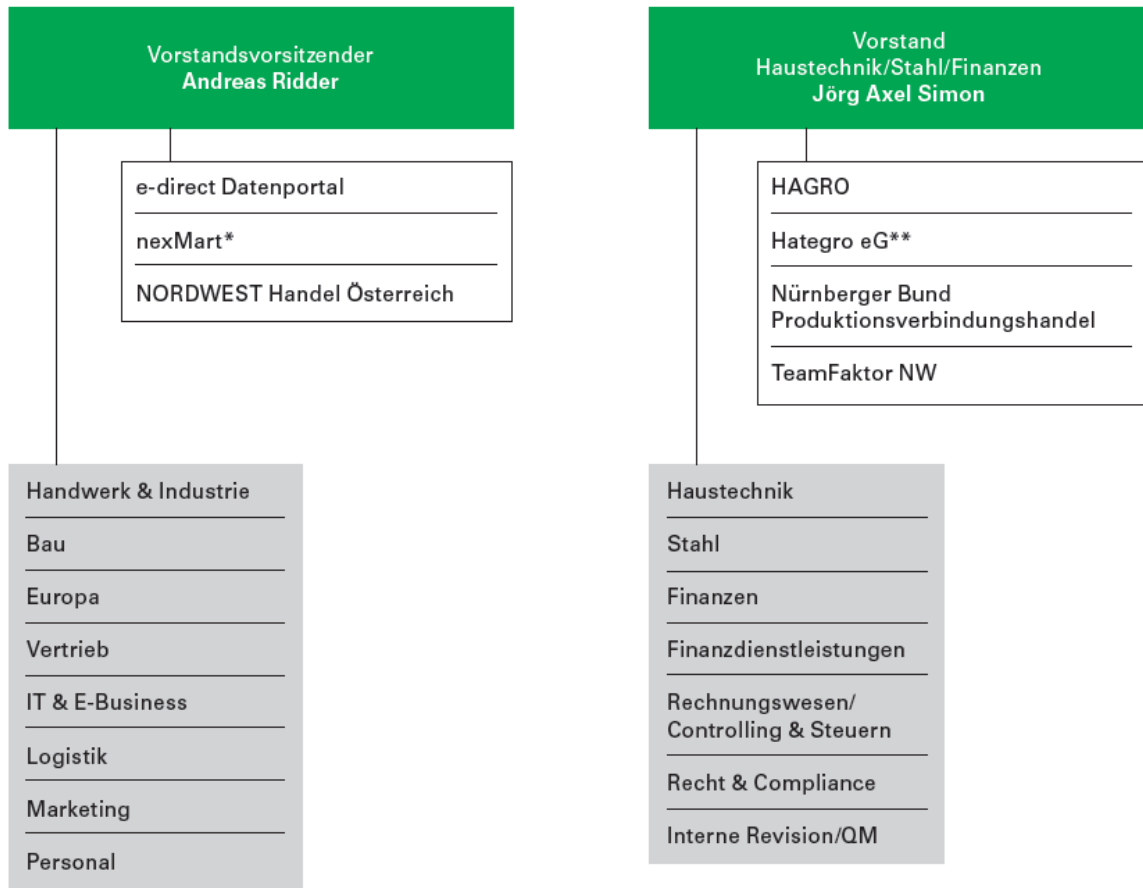 Vorstandsvorsitzender
Andreas Ridder
e-direct Datenportal
nexMart*
NORDWEST Handel Österreich
Handwerk & Industrie
Bau
Europa
Vertrieb
IT & E-Business
Logistik
Marketing
Personal
Vorstand
Haustechnik/Stahl/Finanzen
Jörg Axel Simon
HAGRO
Hategro eG**
Nürnberger Bund
Produktionsverbindungshandel
TeamFaktor NW
Haustechnik
Stahl
Finanzen
Finanzdienstleistungen
Rechnungswesen/
Controlling & Steuern
Recht & Compliance
Interne Revision/QM